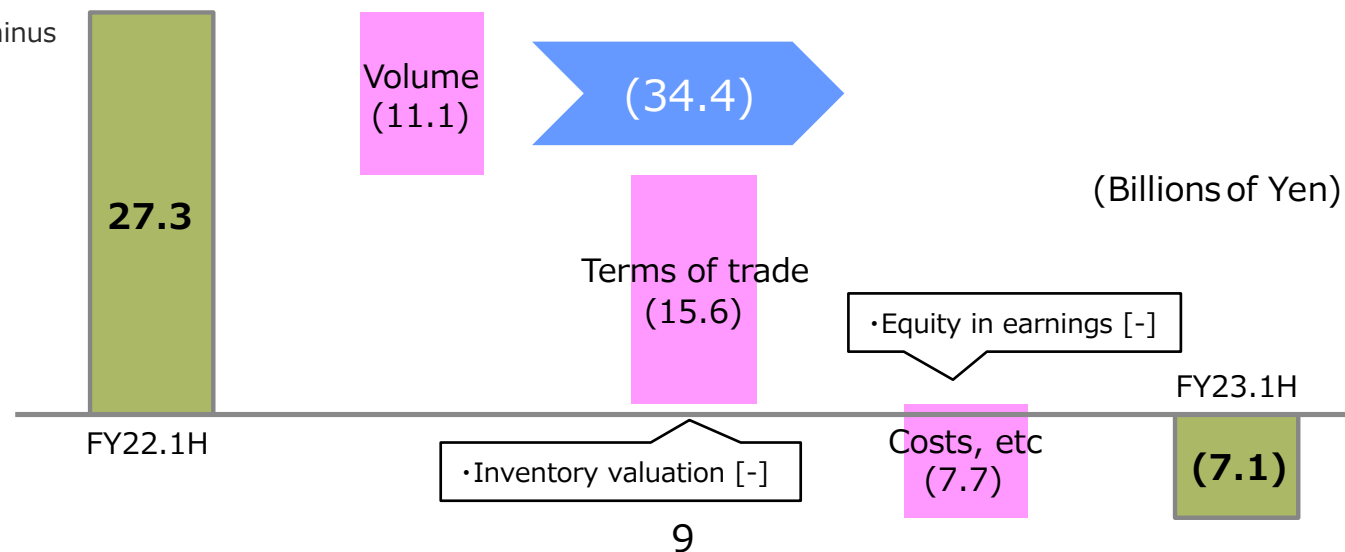 Volume
(11.1)
(34.4)
27.3
(Billions of Yen)
Terms of trade
(15.6)
・Equity in earnings [-]
FY23.1H
FY22.1H
・Inventory valuation [-]
Costs, etc
(7.7)
(7.1)
9